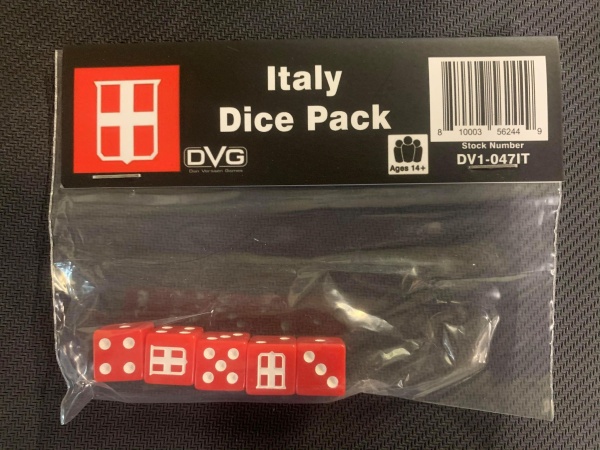 Italy
Dice Pack
DVG
Dan Verssen Games
Ages 14+
8 10003 56244 9
Stock Number
DV1-047IT